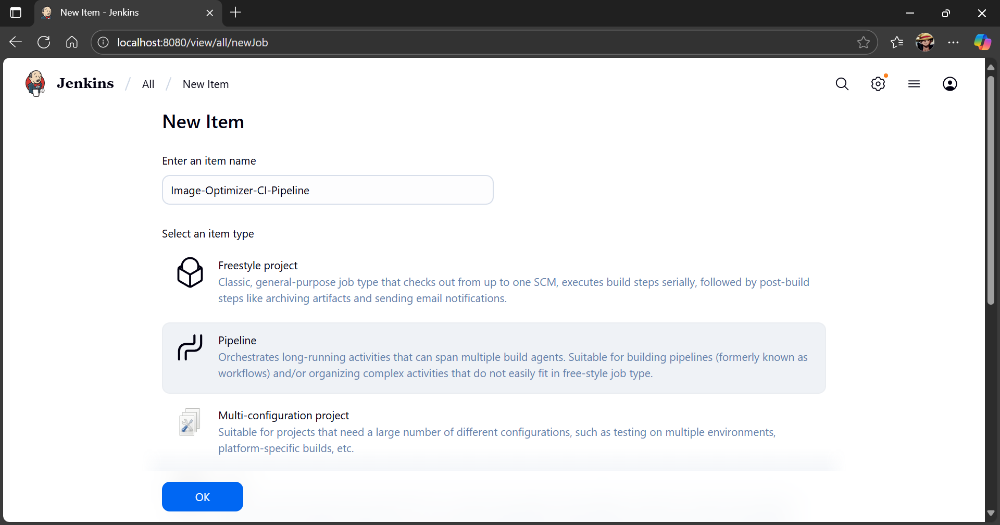 New Item - Jenkins
localhost:8080/view/all/newJob
Jenkins / All / New Item
New Item
Enter an item name
Image-Optimizer-CI-Pipeline
Select an item type
Freestyle project
Classic, general-purpose job type that checks out from up to one SCM, executes build steps serially, followed by post-build
steps like archiving artifacts and sending email notifications.
Pipeline
Orchestrates long-running activities that can span multiple build agents. Suitable for building pipelines (formerly known as
workflows) and/or organizing complex activities that do not easily fit in free-style job type.
Multi-configuration project
Suitable for projects that need a large number of different configurations, such as testing on multiple environments,
platform-specific builds, etc.
OK